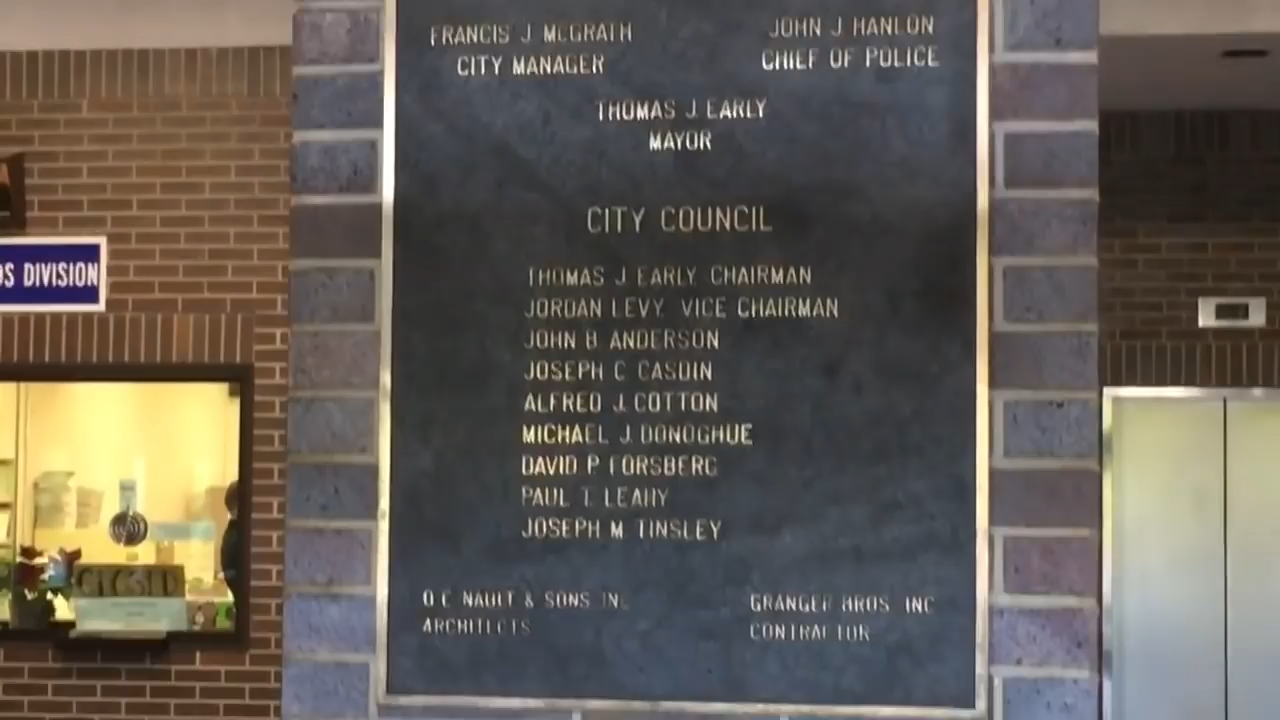 FRANCIS J MCGRATH
CITY MANAGER
JOHN J HANLON
CHIEF OF POLICE
THOMAS J EARLY
MAYOR
CITY COUNCIL
THOMAS J EARLY CHAIRMAN
JORDAN LEVY VICE CHAIRMAN
JOHN B ANDERSON
JOSEPH C CASDIN
ALFRED J. COTTON
MICHAEL J. DONOGHUE
DAVID P FORSBERG
PAUL T LEAHY
JOSEPH M TINSLEY
O C NAULT & SONS INC
ARCHITECTS
GRANGER BROS INC
CONTRACTOR
DIVISION
CLOSED